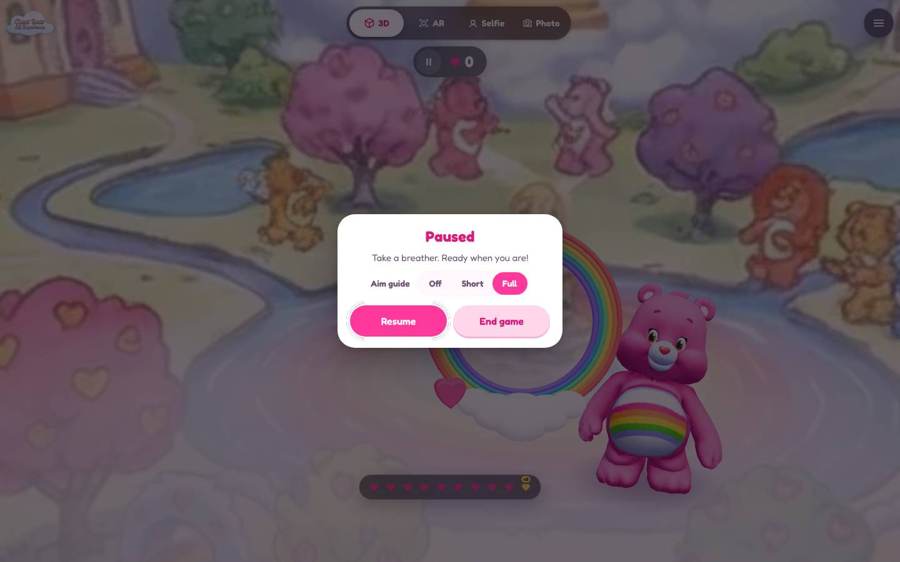 3D
AR
Selfie
Photo
0
Paused
Take a breather. Ready when you are!
Aim guide Off Short Full
Resume End game